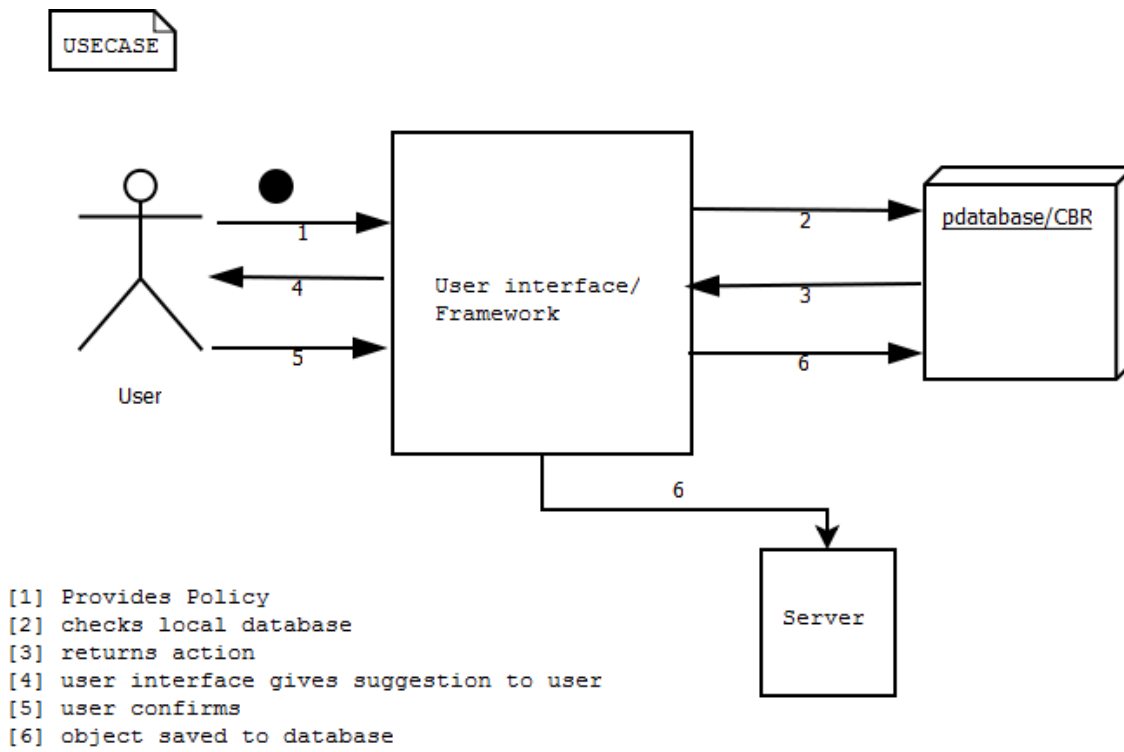 USECASE
1
2
pdatabase/CBR
4
User interface/
Framework
3
5
6
User
6
Server
[1] Provides Policy
[2] checks local database
[3] returns action
[4] user interface gives suggestion to user
[5] user confirms
[6] object saved to database